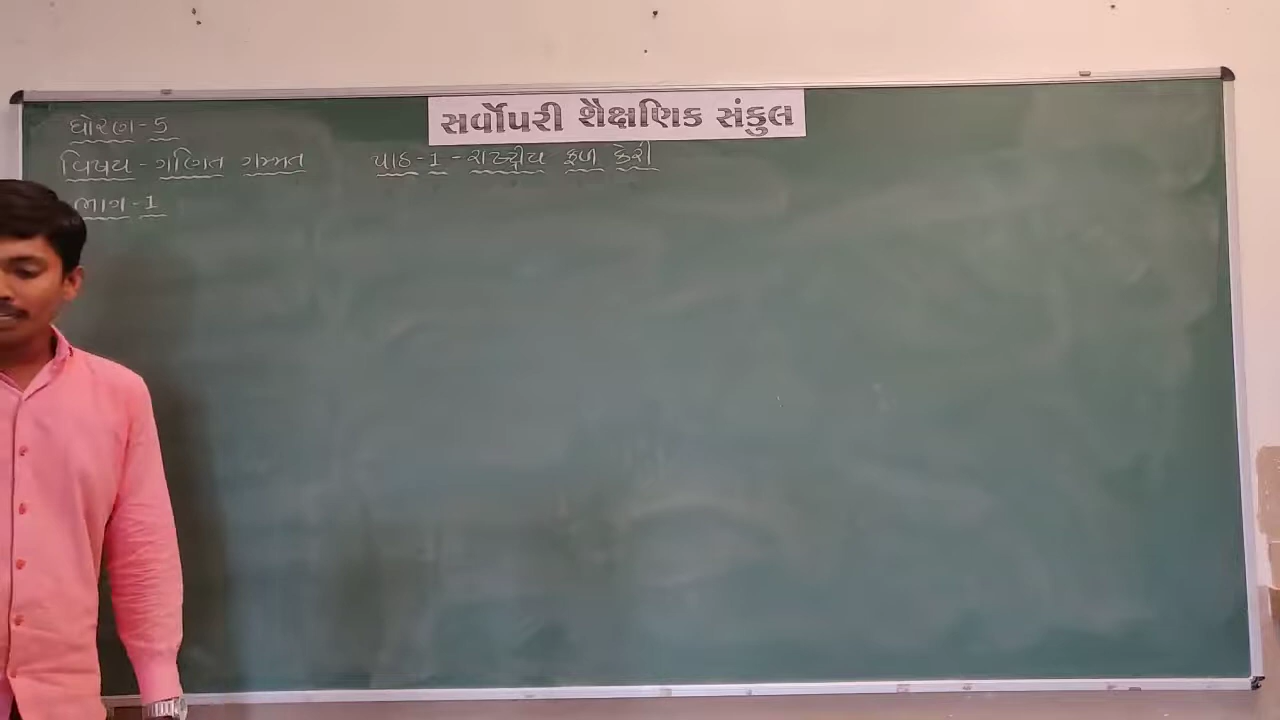 સર્વોપરી શૈક્ષણિક સંકુલ
ધોરણ-5
વિષય - ગણિત ગમ્મત પાઠ-1 - રાષ્ટ્રીય ફળ કેરી
ભાગ-1